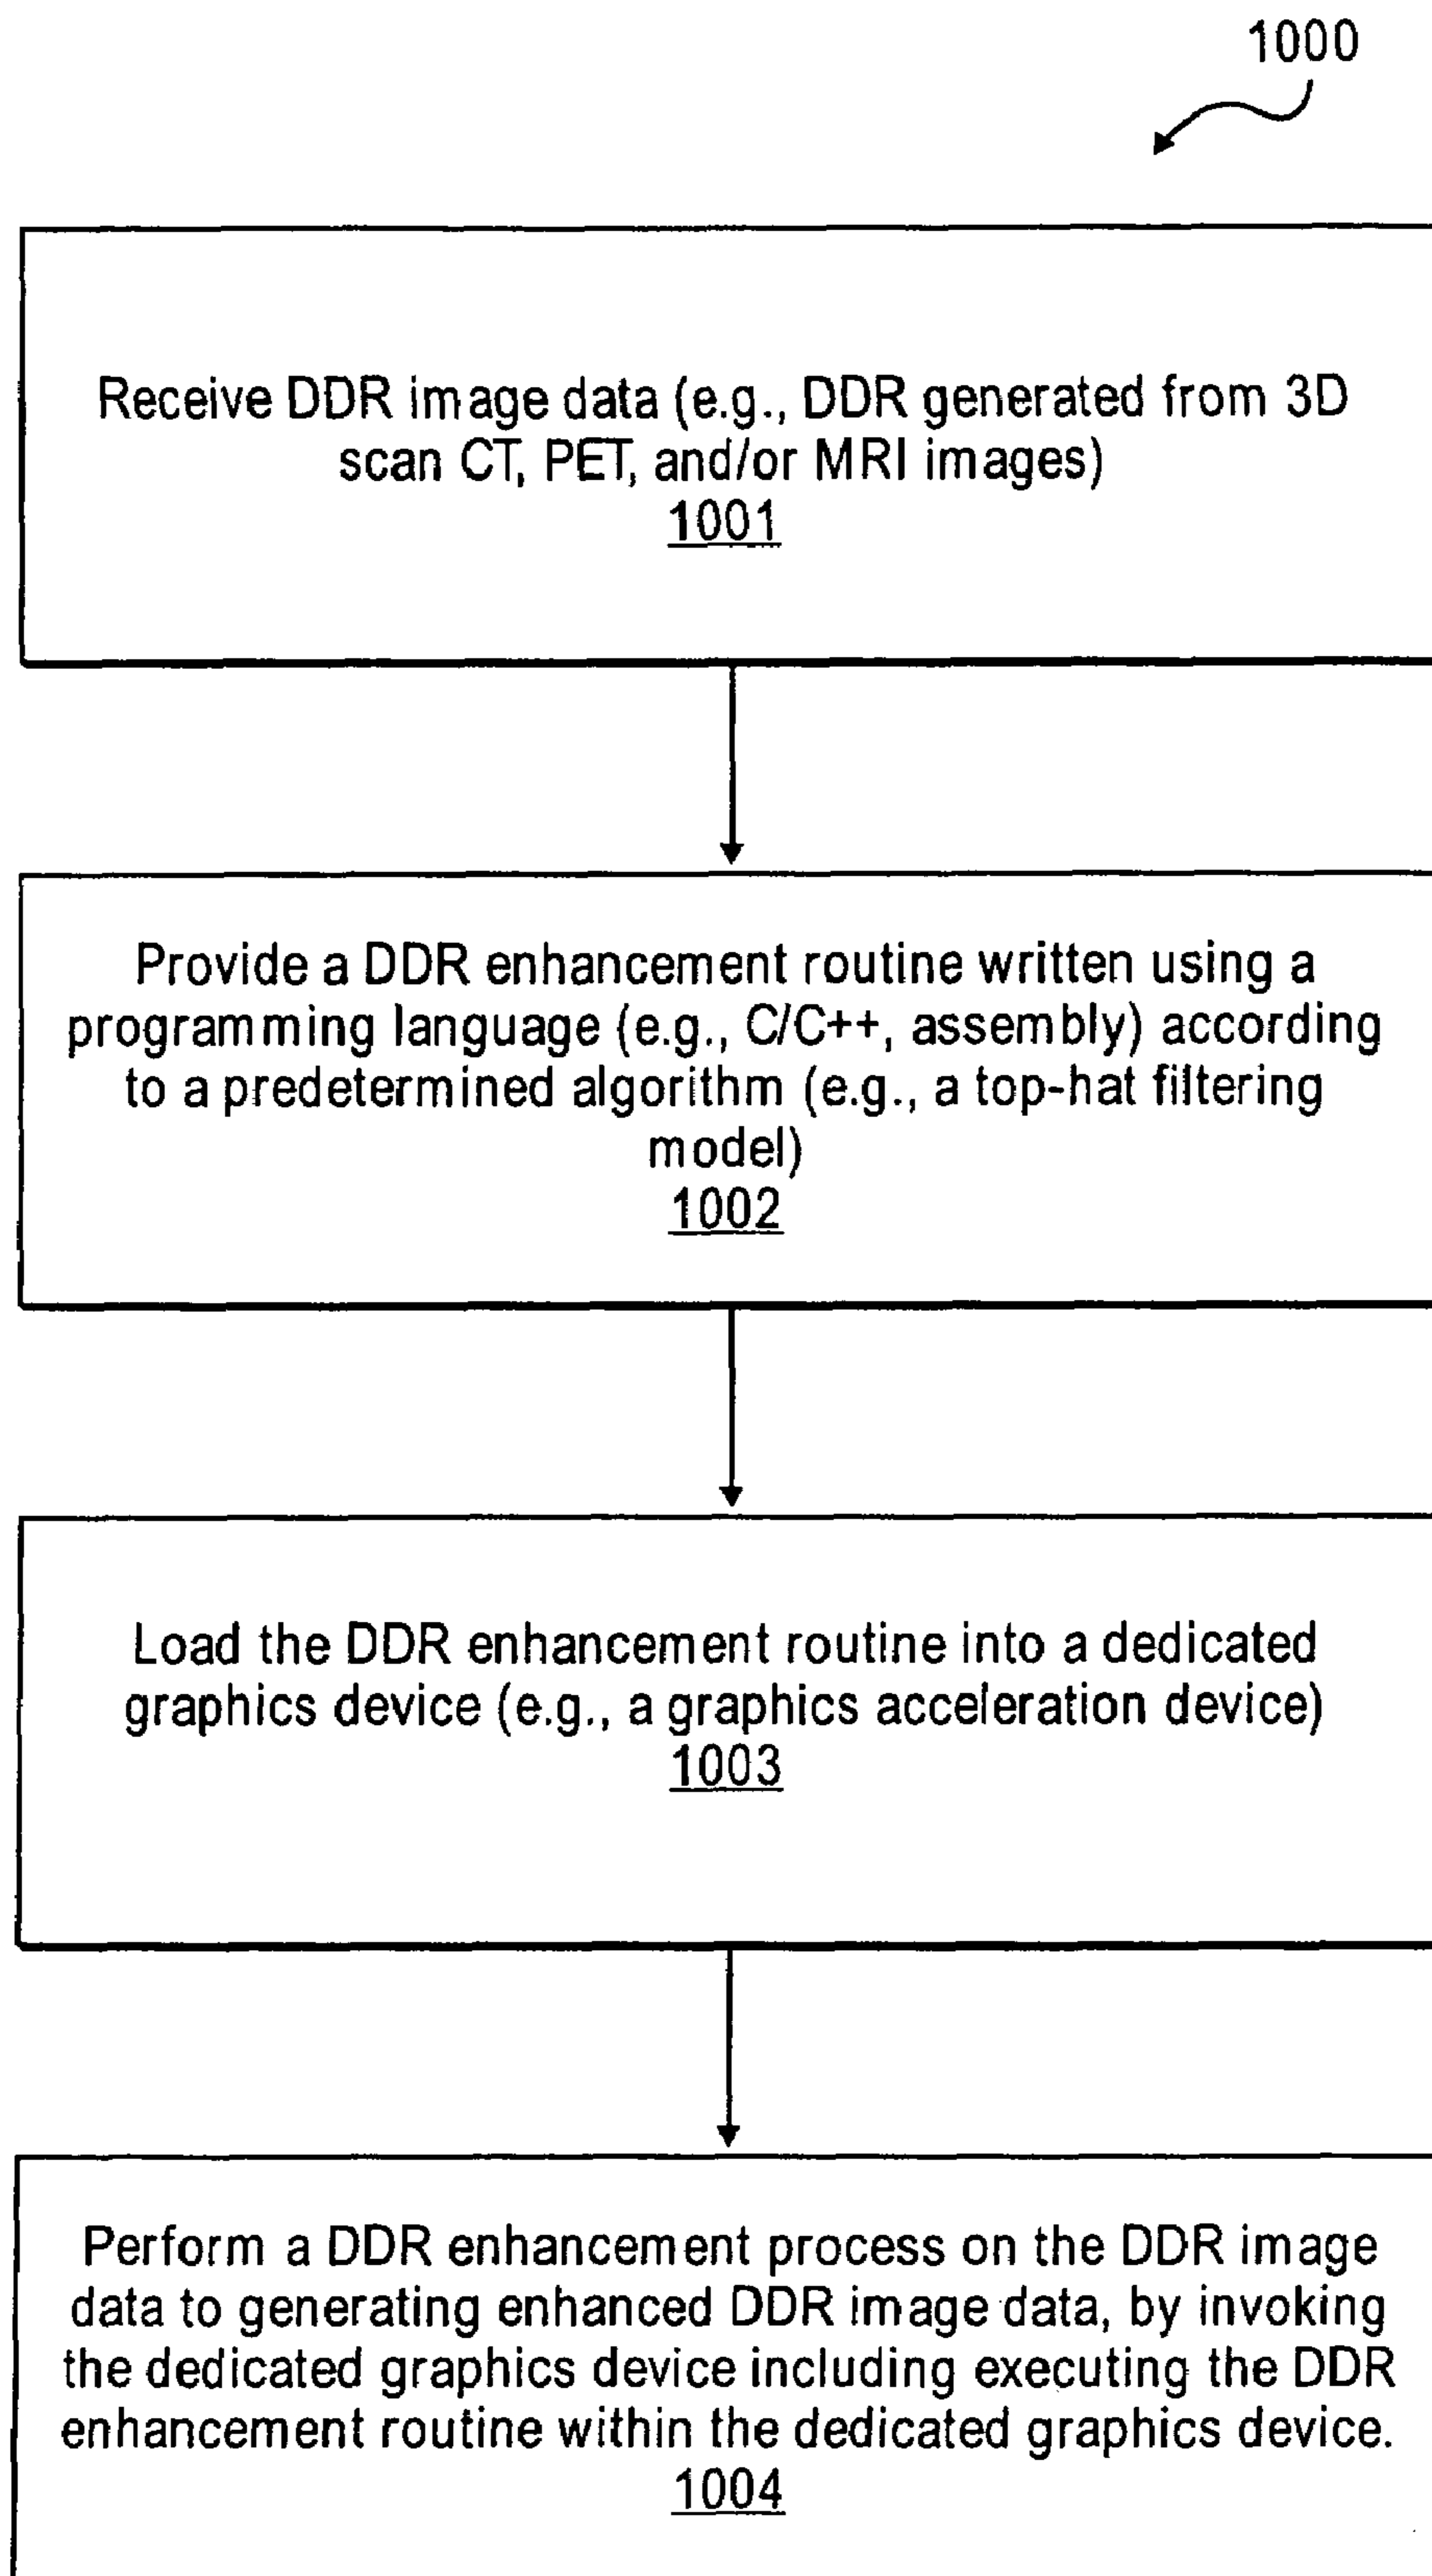 1000
Receive DDR image data (e.g., DDR generated from 3D
scan CT, PET, and/or MRI images)
1001
Provide a DDR enhancement routine written using a
programming language (e.g., C/C++, assembly) according
to a predetermined algorithm (e.g., a top-hat filtering
model)
1002
Load the DDR enhancement routine into a dedicated
graphics device (e.g., a graphics acceleration device)
1003
Perform a DDR enhancement process on the DDR image
data to generating enhanced DDR image data, by invoking
the dedicated graphics device including executing the DDR
enhancement routine within the dedicated graphics device.
1004